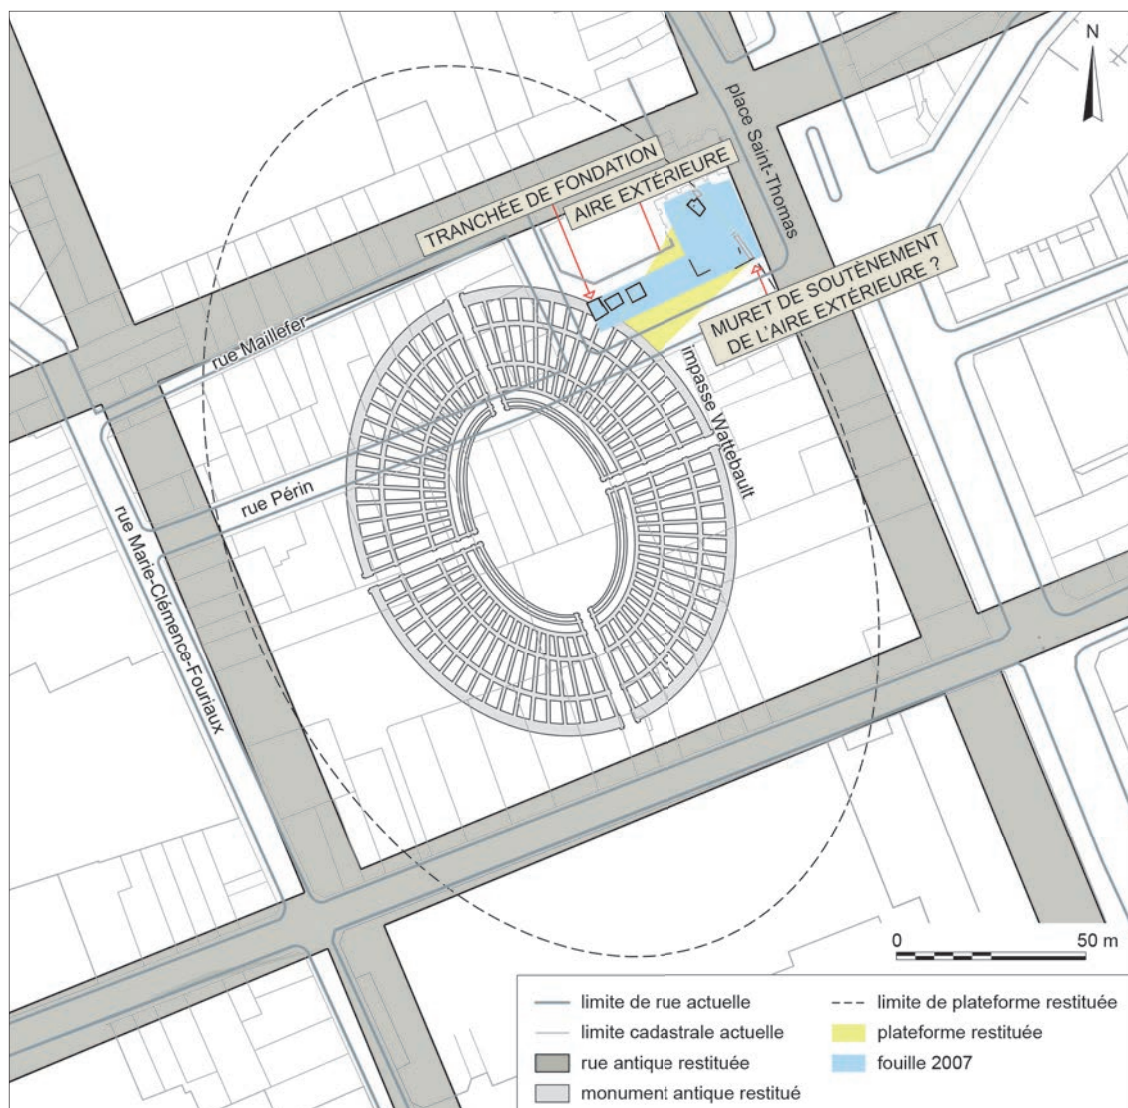 N
place Saint-Thomas
TRANCHÉE DE FONDATION
AIRE EXTÉRIEURE
MURET DE SOUTÈNEMENT
DE L'AIRE EXTÉRIEURE ?
rue Maillefer
impasse Wattebault
rue Périn
rue Marie-Clémence-Fouriaux
0 50 m
limite de rue actuelle
limite cadastrale actuelle
rue antique restituée
monument antique restitué
limite de plateforme restituée
plateforme restituée
fouille 2007